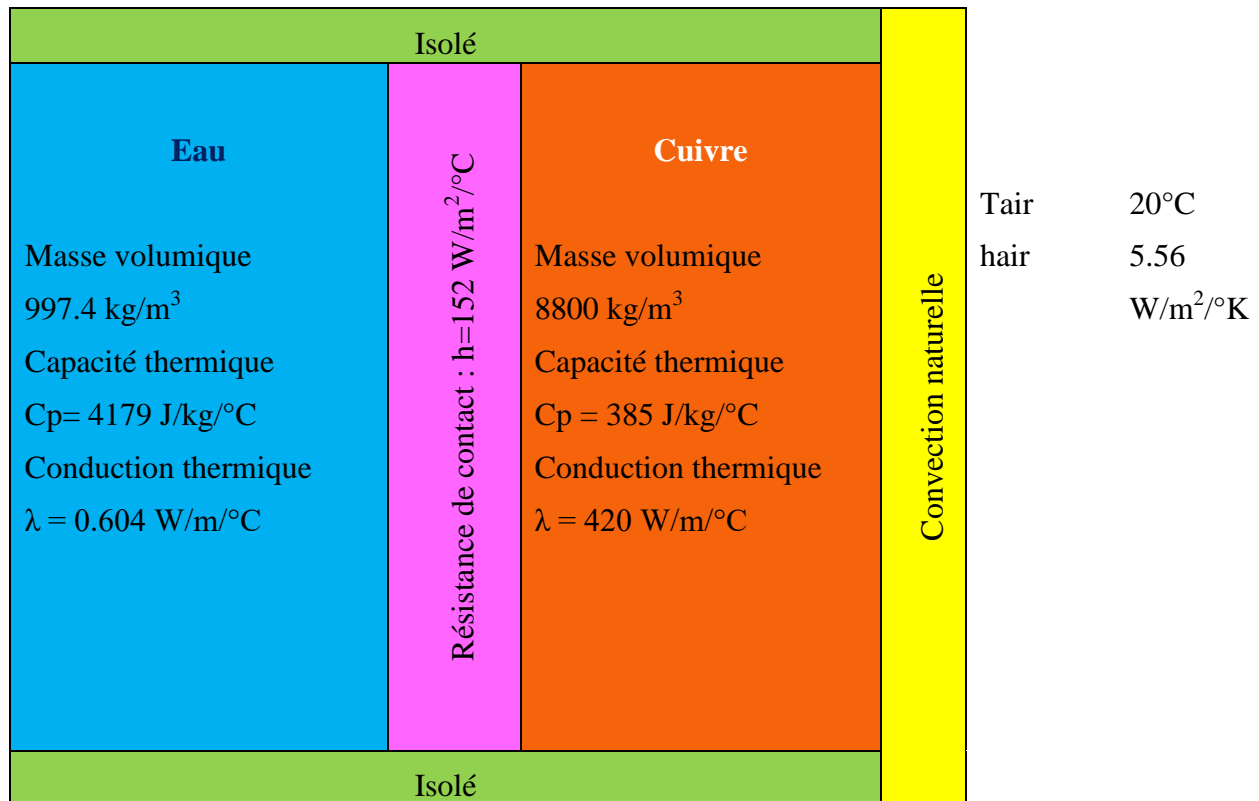 Isolé
Eau
Masse volumique
997.4 kg/m³
Capacité thermique
Cp= 4179 J/kg/°C
Conduction thermique
λ = 0.604 W/m/°C
Résistance de contact : h=152 W/m²/°C
Cuivre
Masse volumique
8800 kg/m³
Capacité thermique
Cp = 385 J/kg/°C
Conduction thermique
λ = 420 W/m/°C
Convection naturelle
Tair 20°C
hair 5.56
W/m²/°K
Isolé